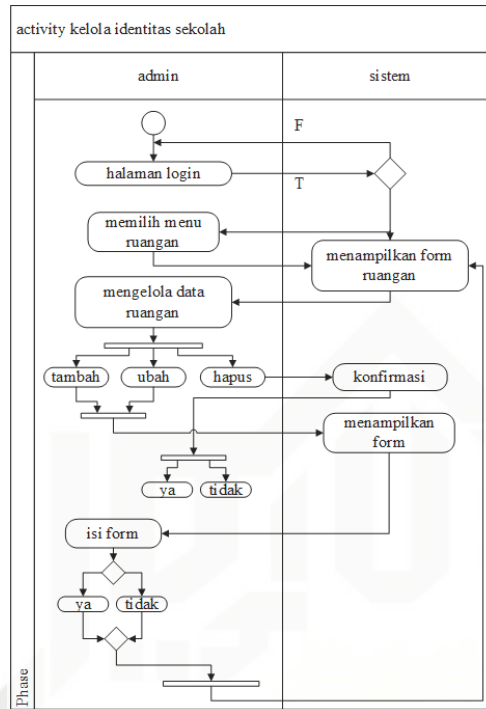 activity kelola identitas sekolah
admin
sistem
F
halaman login
T
memilih menu
ruangan
menampilkan form
ruangan
mengelola data
ruangan
tambah
ubah
hapus
konfirmasi
menampilkan
form
ya
tidak
isi form
ya
tidak
Phase